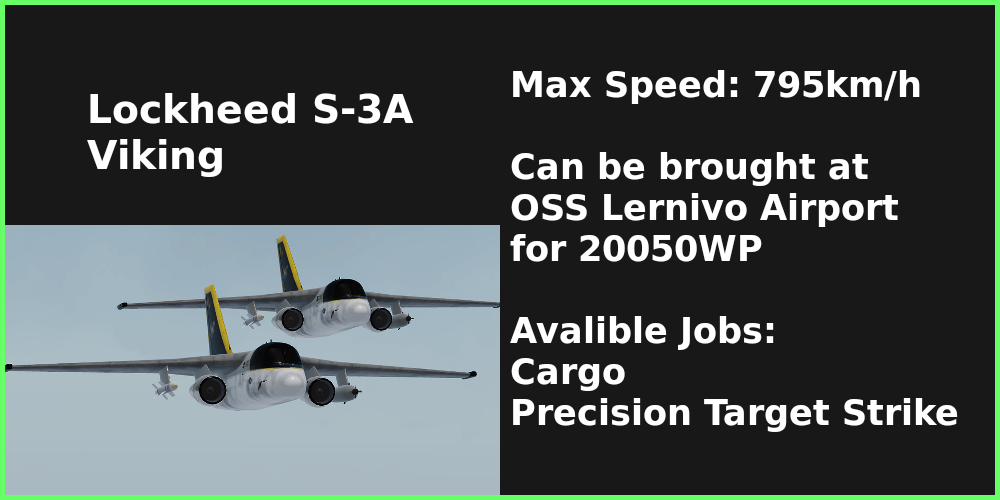 Lockheed S-3A
Viking
Max Speed: 795km/h
Can be brought at
OSS Lernivo Airport
for 20050WP
Avalible Jobs:
Cargo
Precision Target Strike